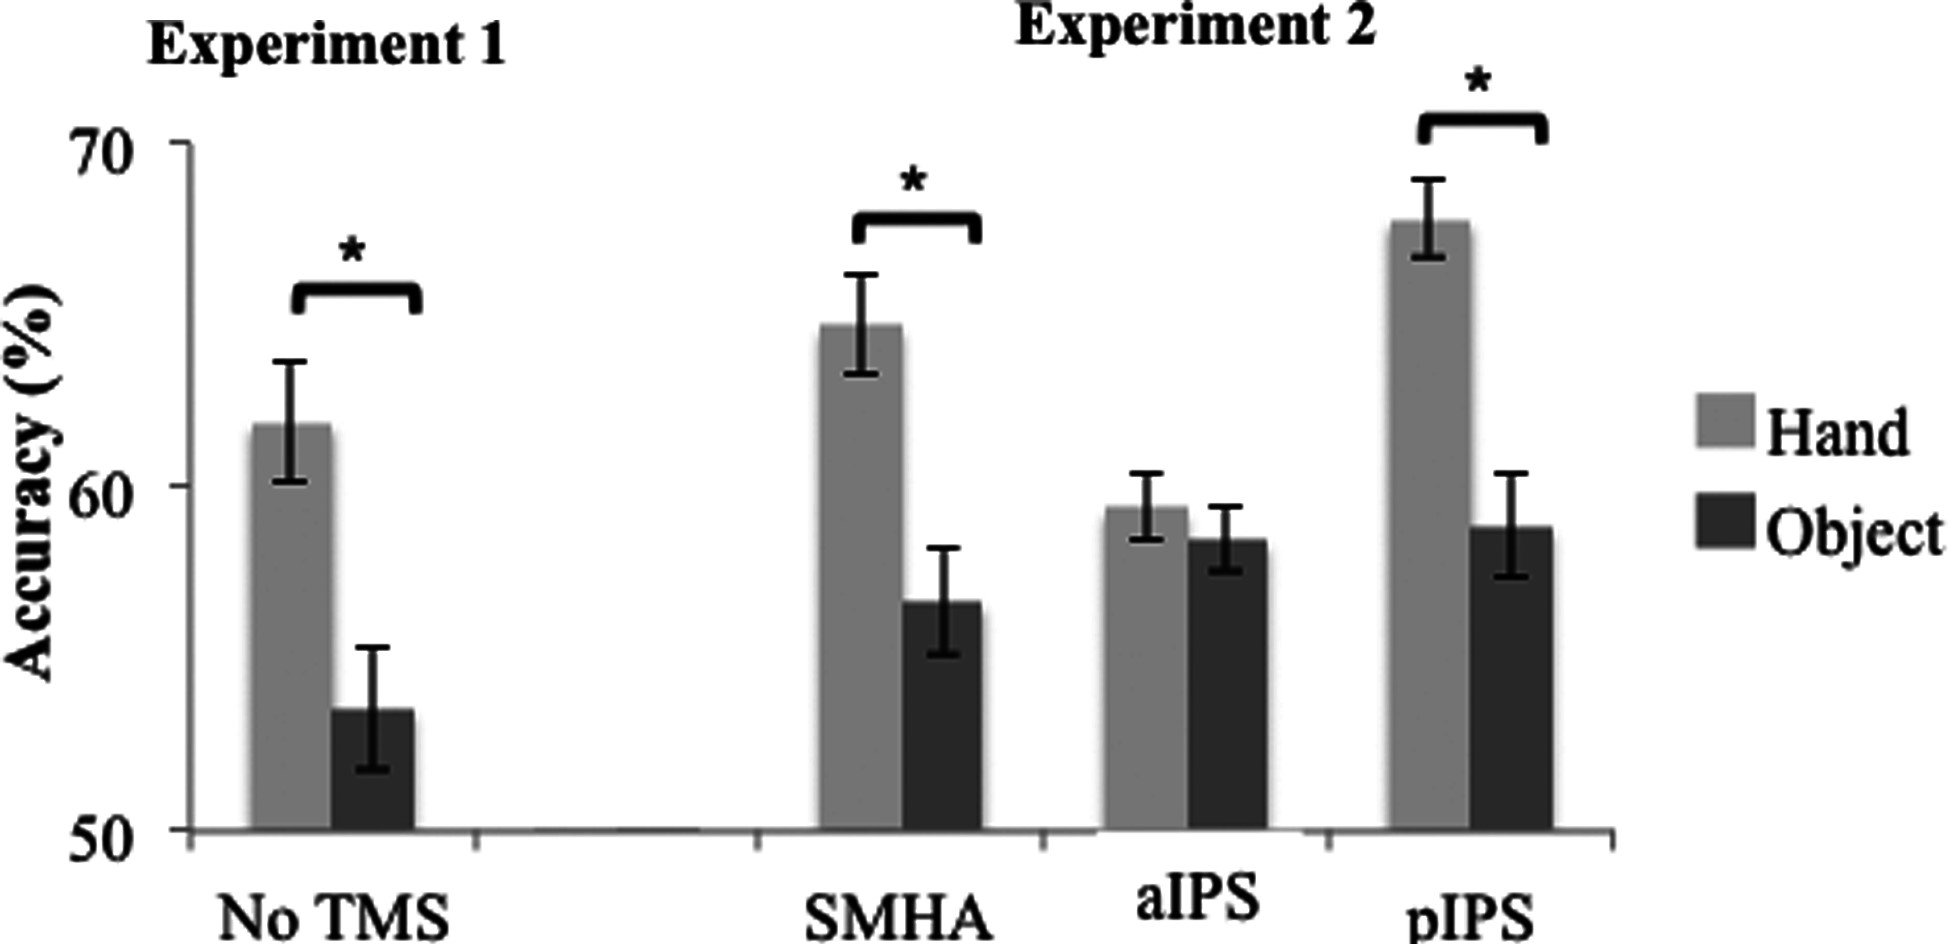 Experiment 1
Experiment 2
*
*
*
70
60
50
Accuracy (%)
Hand
Object
No TMS
SMHA
aIPS
pIPS